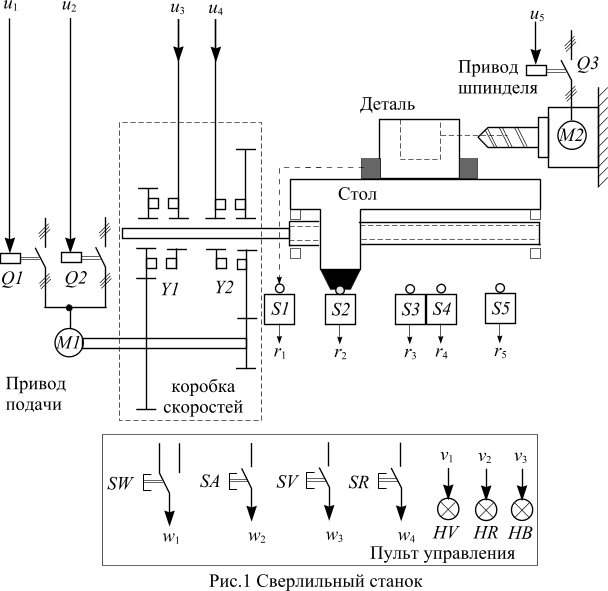 u1 u2 u3 u4 u5
Q3
Привод
шпинделя
Деталь
M2
Стол
Q1 Q2 Y1 Y2 S1 S2 S3 S4 S5
M1
r1 r2 r3 r4 r5
Привод
подачи
коробка
скоростей
SW SA SV SR
v1 v2 v3
HV HR HB
w1 w2 w3 w4
Пульт управления
Рис.1 Сверлильный станок